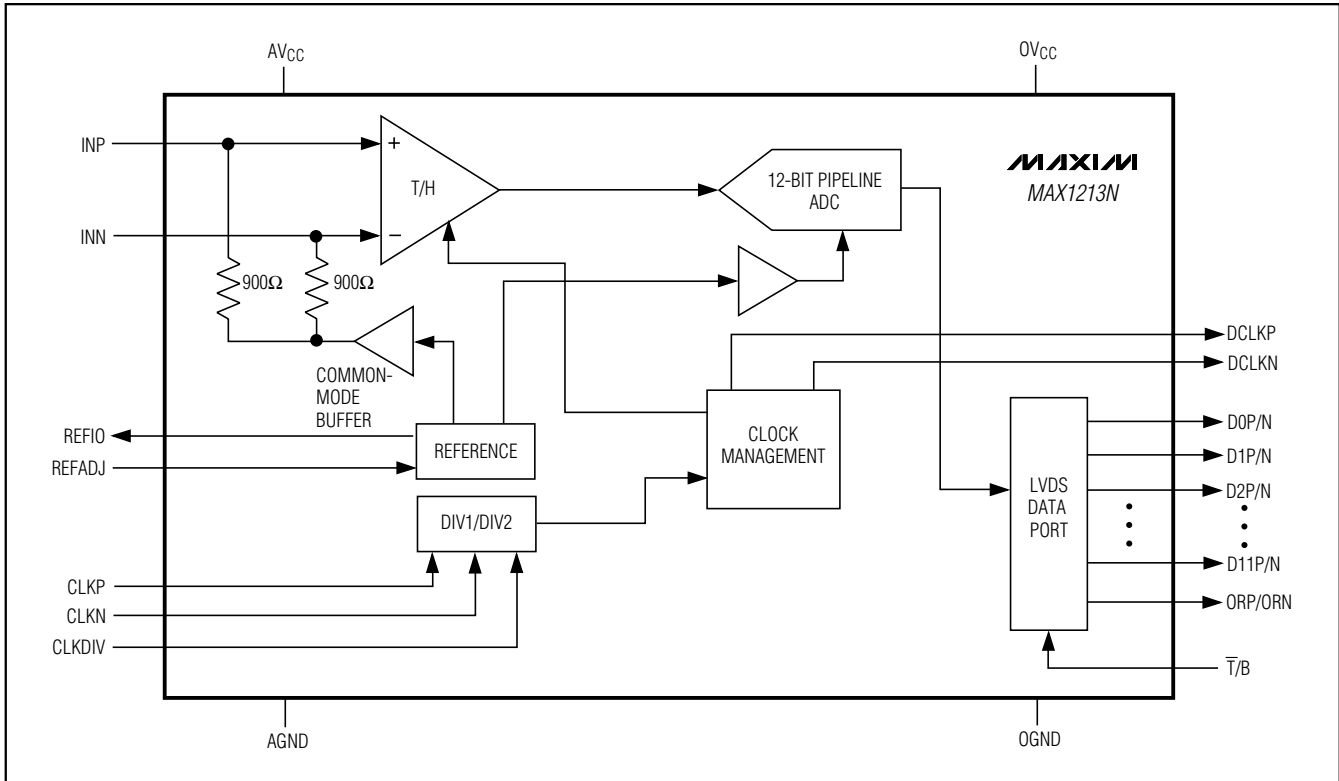 AVCC
OVCC
INP
INN
+
T/H
−
900Ω
900Ω
12-BIT PIPELINE
ADC
MAXIM
MAX1213N
COMMON-
MODE
BUFFER
REFIO
REFADJ
REFERENCE
CLOCK
MANAGEMENT
DIV1/DIV2
CLKP
CLKN
CLKDIV
DCLKP
DCLKN
LVDS
DATA
PORT
D0P/N
D1P/N
D2P/N
D11P/N
ORP/ORN
T̅/B
AGND
OGND